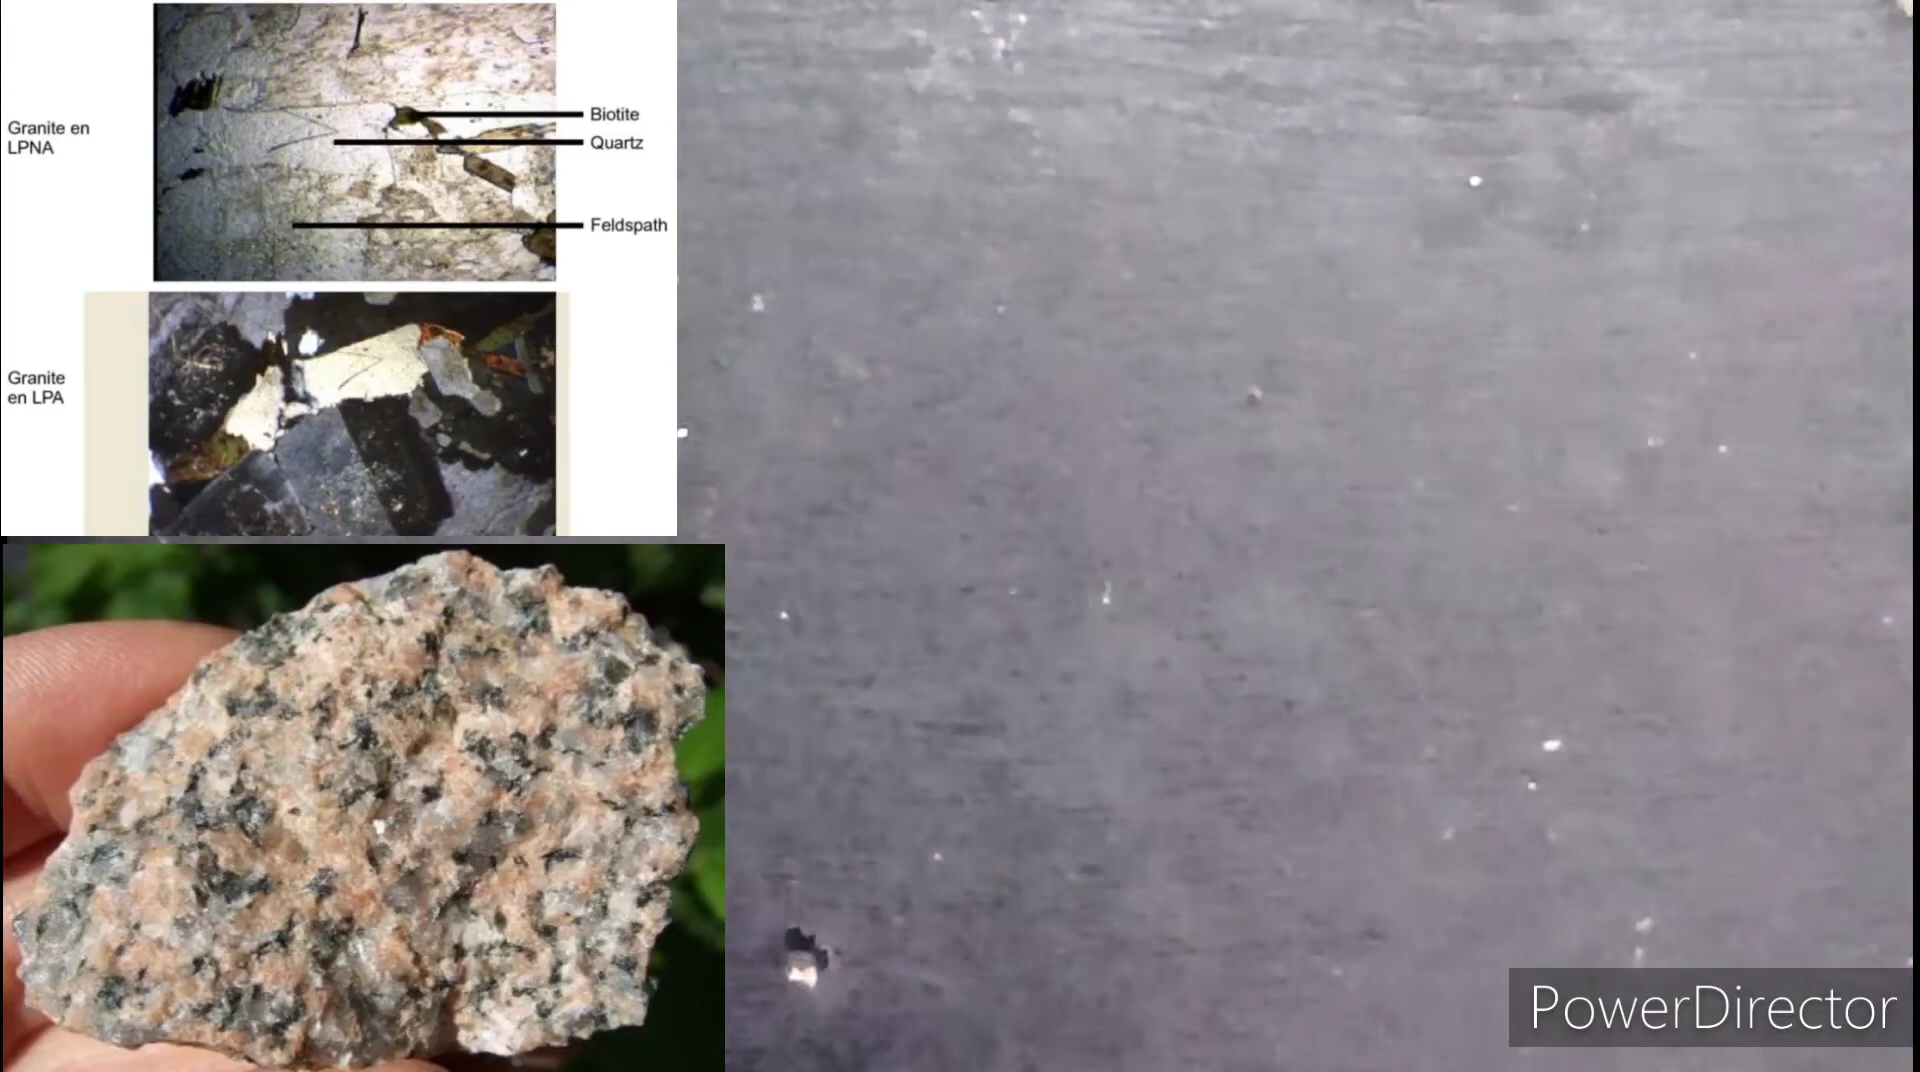 Granite en
LPNA
Biotite
Quartz
Feldspath
Granite
en LPA
PowerDirector